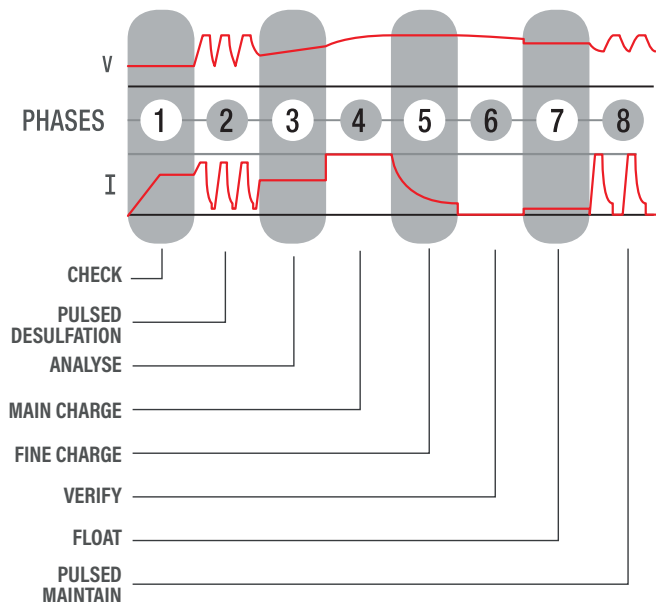 V
PHASES
1 2 3 4 5 6 7 8
I
CHECK
PULSED
DESULFATION
ANALYSE
MAIN CHARGE
FINE CHARGE
VERIFY
FLOAT
PULSED
MAINTAIN